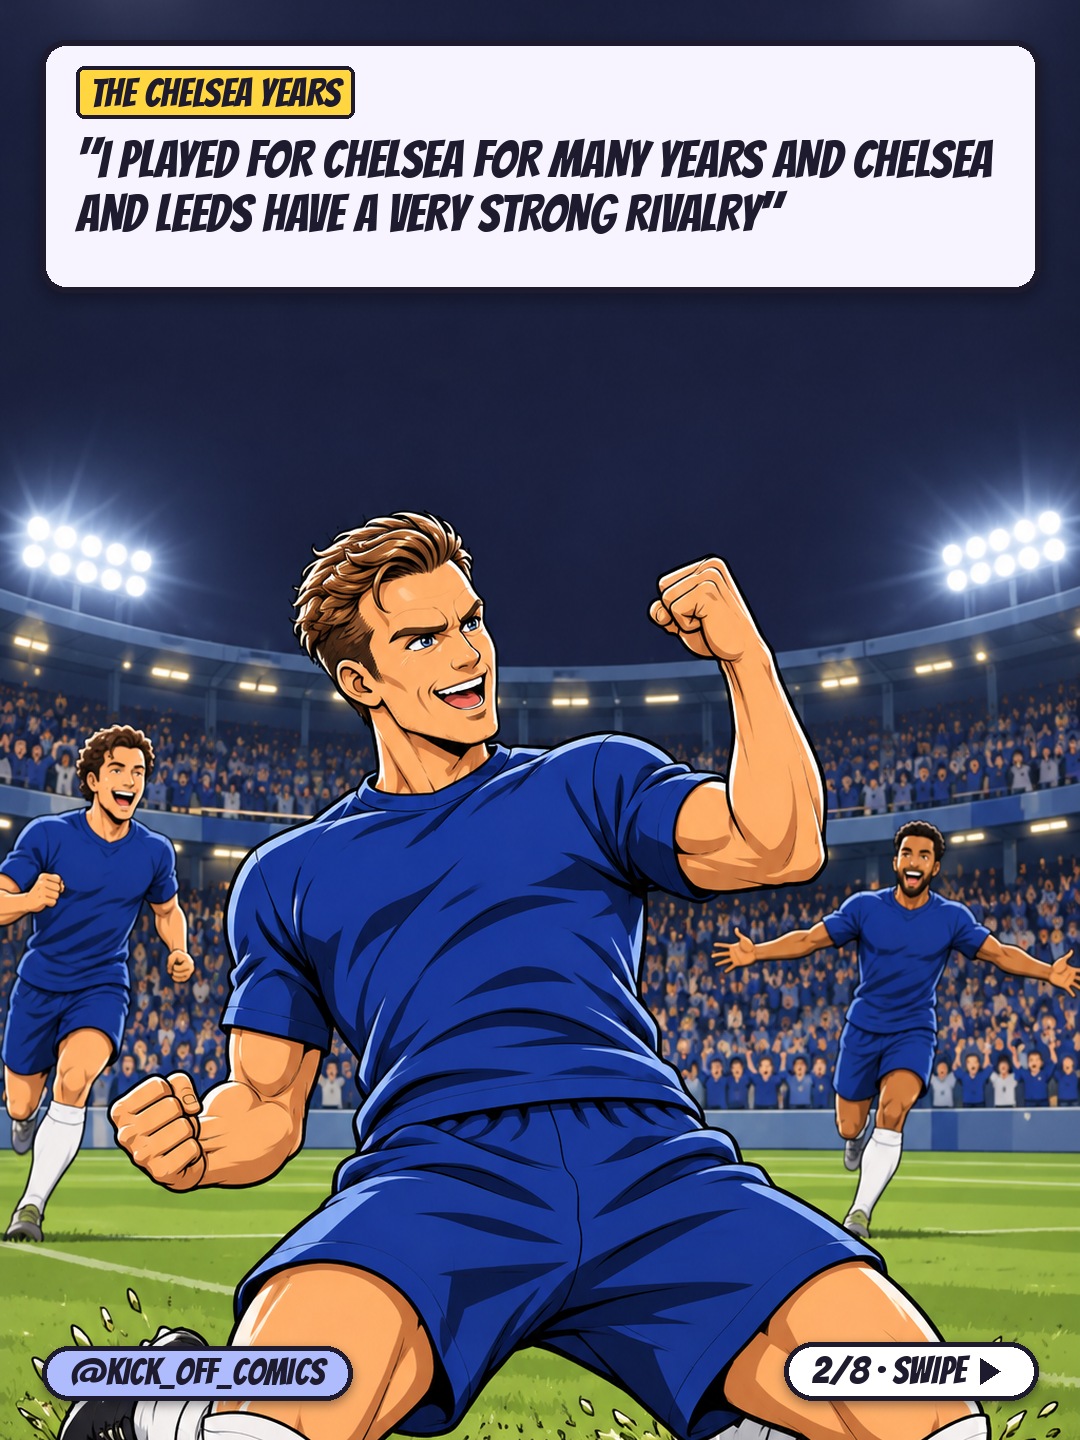 THE CHELSEA YEARS
"I PLAYED FOR CHELSEA FOR MANY YEARS AND CHELSEA
AND LEEDS HAVE A VERY STRONG RIVALRY"
@KICK_OFF_COMICS
2/8 • SWIPE ▶